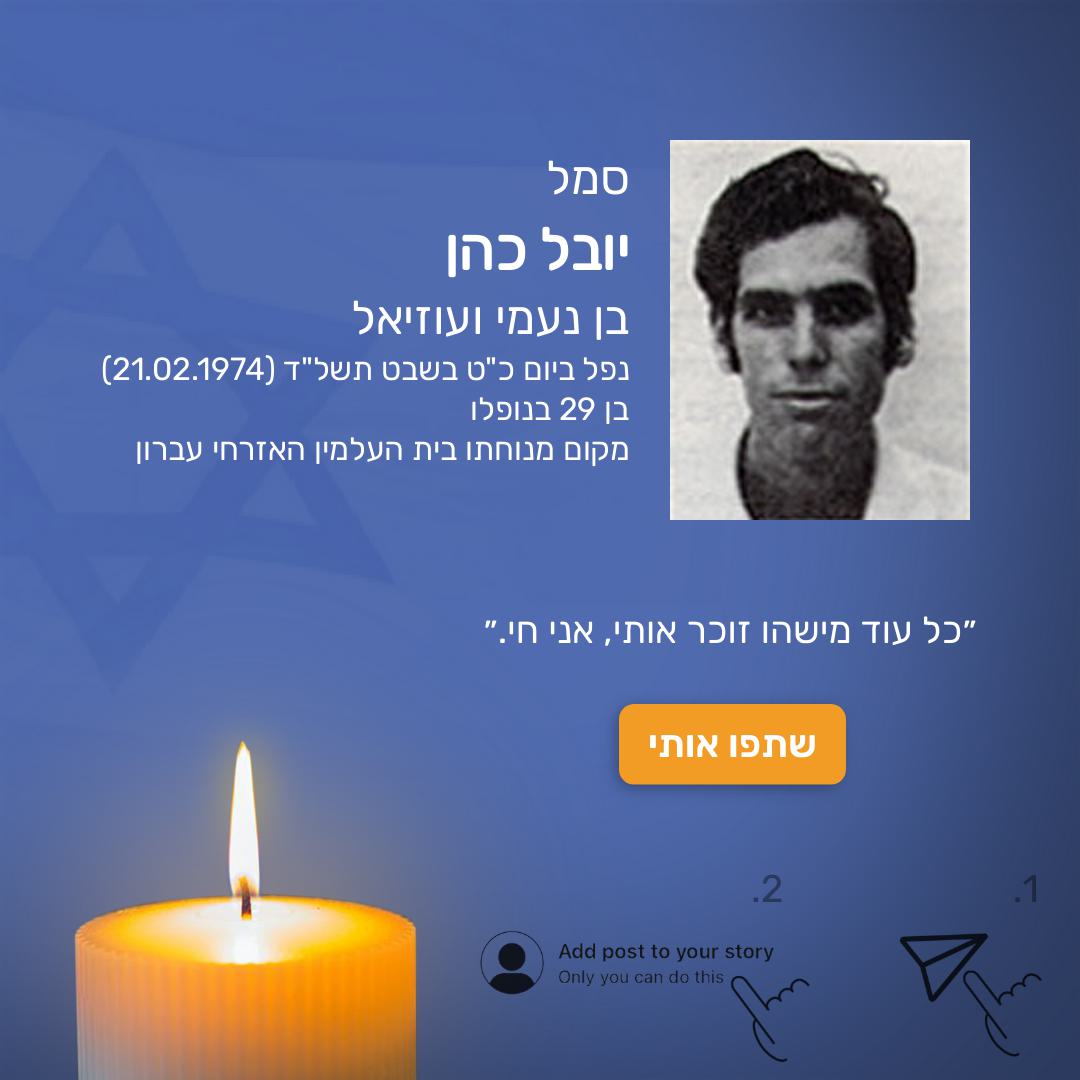 סמל
יובל כהן
בן נעמי ועוזיאל
נפל ביום כ"ט בשבט תשל"ד (21.02.1974)
בן 29 בנופלו
מקום מנוחתו בית העלמין האזרחי עברון
״כל עוד מישהו זוכר אותי, אני חי.״
שתפו אותי
1.
2.
Add post to your story
Only you can do this